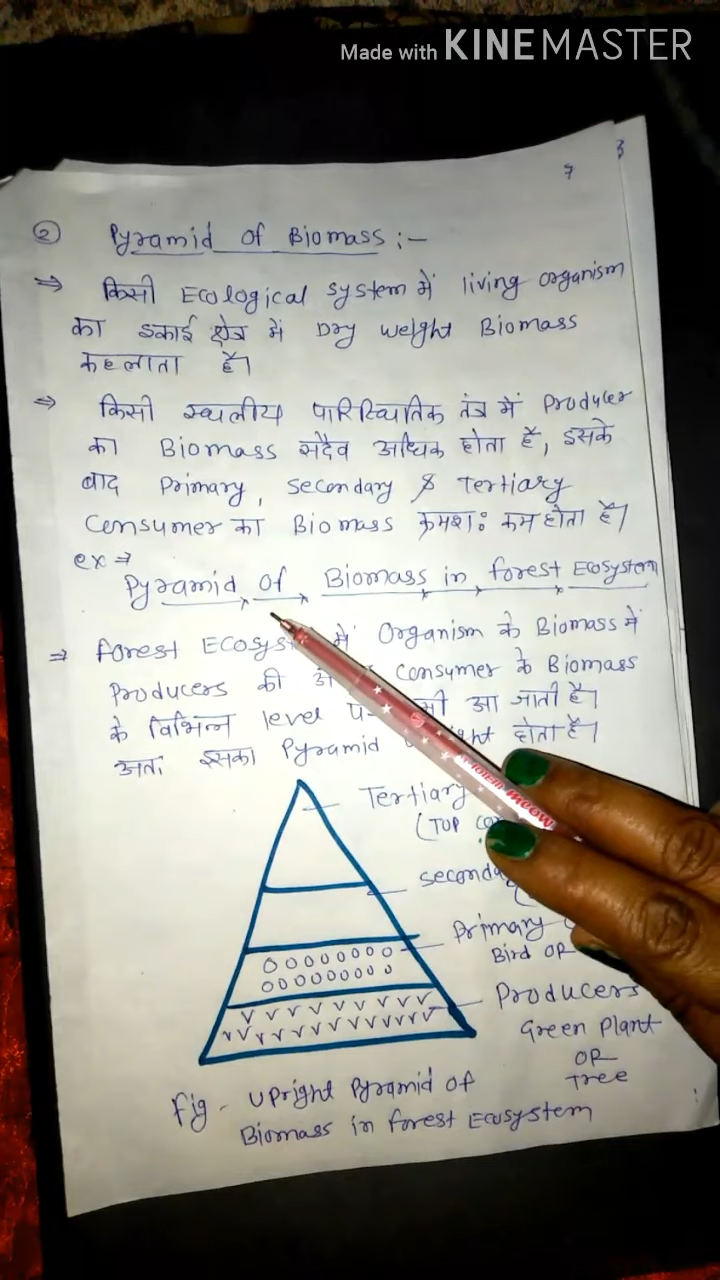 Made with KINEMASTER
② Pyramid of Biomass :-
⇒ किसी Ecological system में living organism
का इकाई क्षेत्र में Dry weight Biomass
कहलाता है।
⇒ किसी स्थलीय पारिस्थितिक तंत्र में Producer
का Biomass सदैव अधिक होता है, इसके
बाद Primary, secondary & Tertiary
Consumer का Biomass क्रमशः कम होता है।
ex ⇒
Pyramid of Biomass in forest Ecosystem
⇒ forest Ecosys में Organism के Biomass में
Producers की Consumer के Biomass
के विभिन्न level आ जाती है।
अतः इसका Pyramid होता है।
Tertiary
(TOP
Primary
Bird OR
Producers
Green Plant
OR
Tree
fig - Upright Pyramid of
Biomass in forest Ecosystem